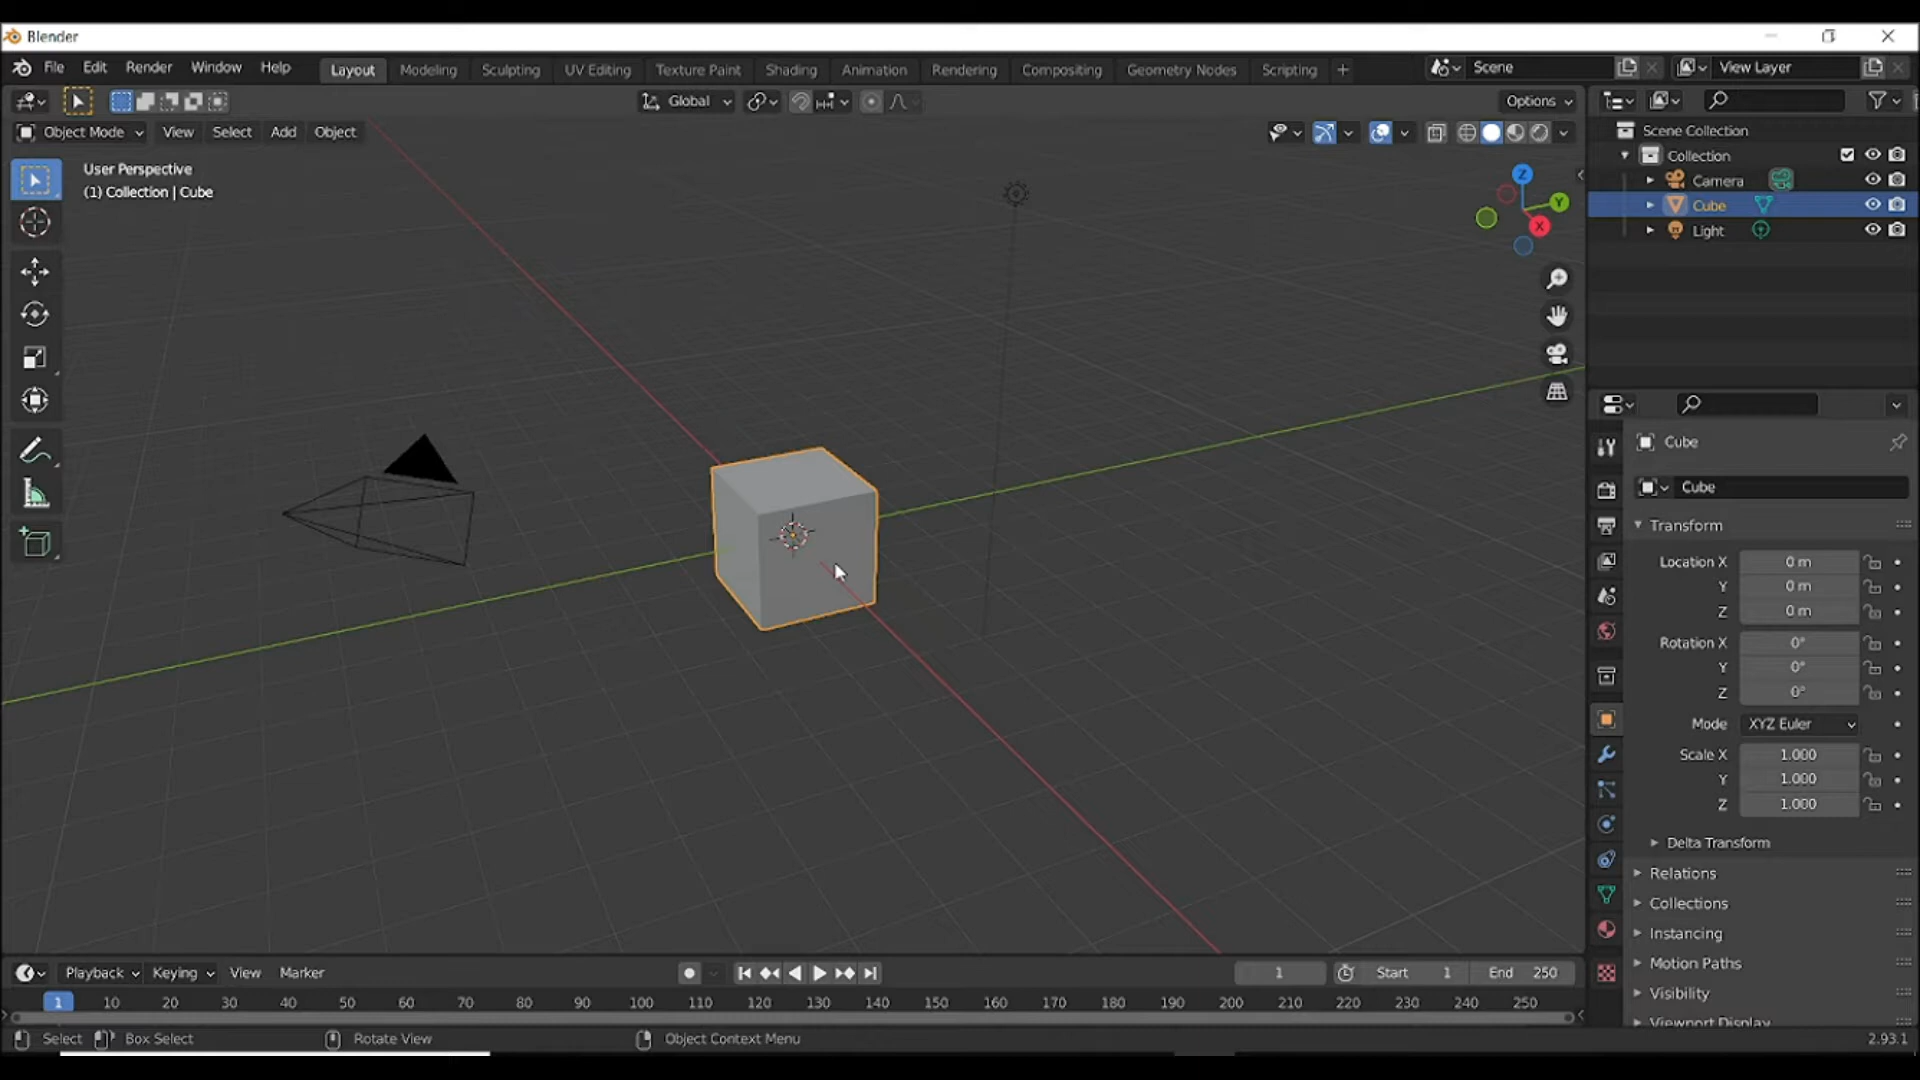 Blender
File Edit Render Window Help Layout Modeling Sculpting UV Editing Texture Paint Shading Animation Rendering Compositing Geometry Nodes Scripting + Scene View Layer
Global Options
Object Mode View Select Add Object
User Perspective
(1) Collection | Cube
Z
Y
X
Scene Collection
Collection
Camera
Cube
Light
Cube
Cube
Transform
Location X 0 m
Y 0 m
Z 0 m
Rotation X 0°
Y 0°
Z 0°
Mode XYZ Euler
Scale X 1.000
Y 1.000
Z 1.000
Delta Transform
Relations
Collections
Instancing
Motion Paths
Visibility
Viewport Display
Playback Keying View Marker 1 Start 1 End 250
1 10 20 30 40 50 60 70 80 90 100 110 120 130 140 150 160 170 180 190 200 210 220 230 240 250
Select Box Select Rotate View Object Context Menu 2.93.1